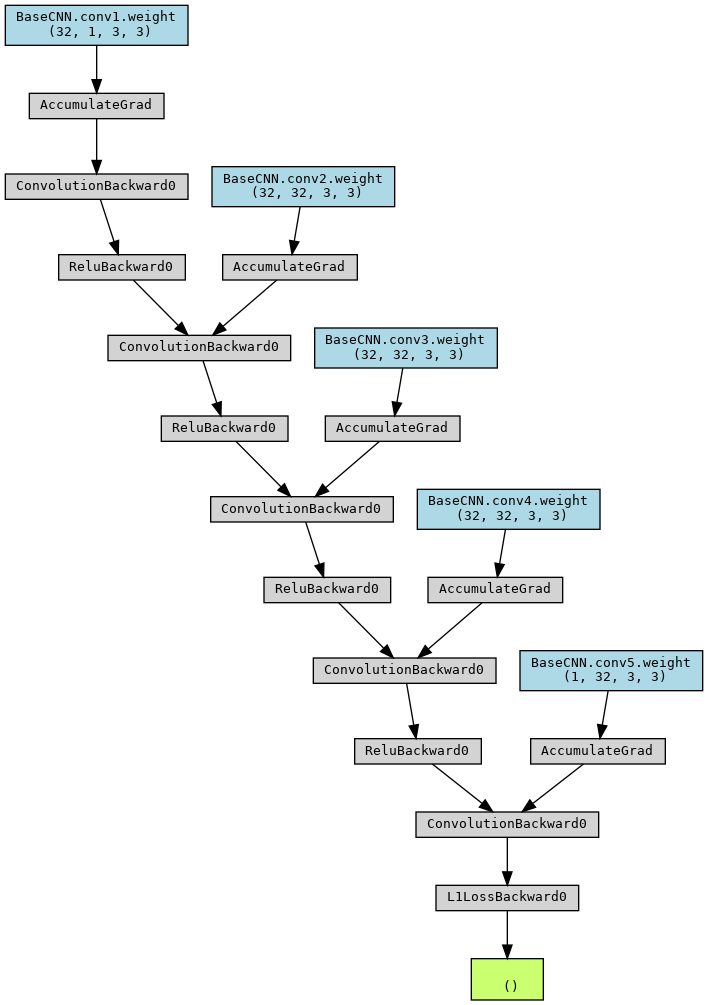 BaseCNN.conv1.weight
(32, 1, 3, 3)
AccumulateGrad
ConvolutionBackward0
BaseCNN.conv2.weight
(32, 32, 3, 3)
ReluBackward0
AccumulateGrad
ConvolutionBackward0
BaseCNN.conv3.weight
(32, 32, 3, 3)
ReluBackward0
AccumulateGrad
ConvolutionBackward0
BaseCNN.conv4.weight
(32, 32, 3, 3)
ReluBackward0
AccumulateGrad
ConvolutionBackward0
BaseCNN.conv5.weight
(1, 32, 3, 3)
ReluBackward0
AccumulateGrad
ConvolutionBackward0
L1LossBackward0
()